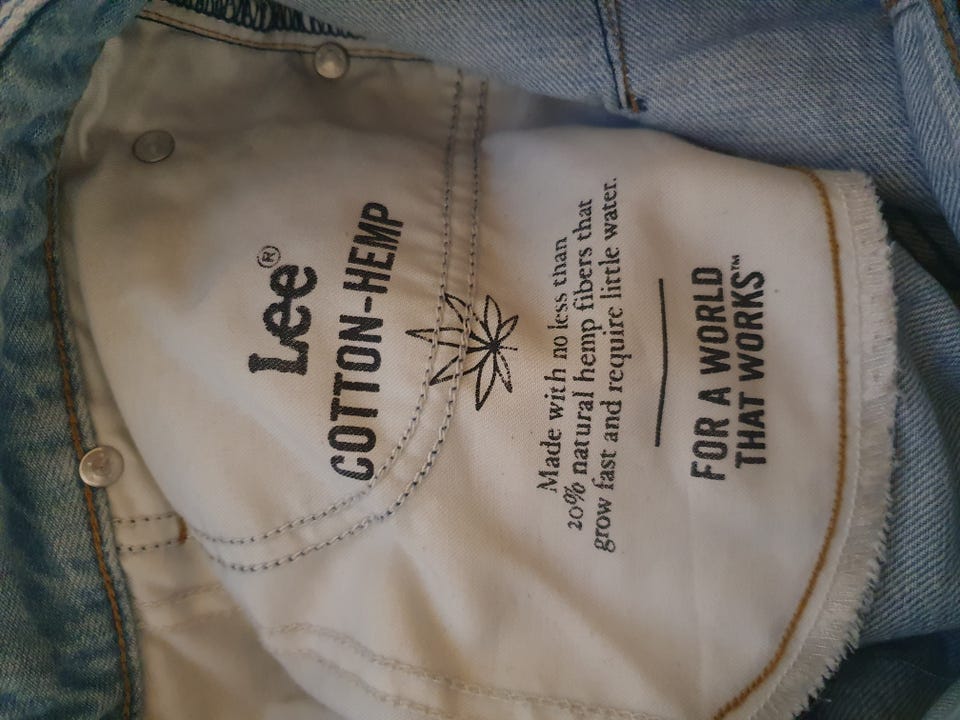 Lee®
COTTON-HEMP
Made with no less than
20% natural hemp fibers that
grow fast and require little water.
FOR A WORLD
THAT WORKS™